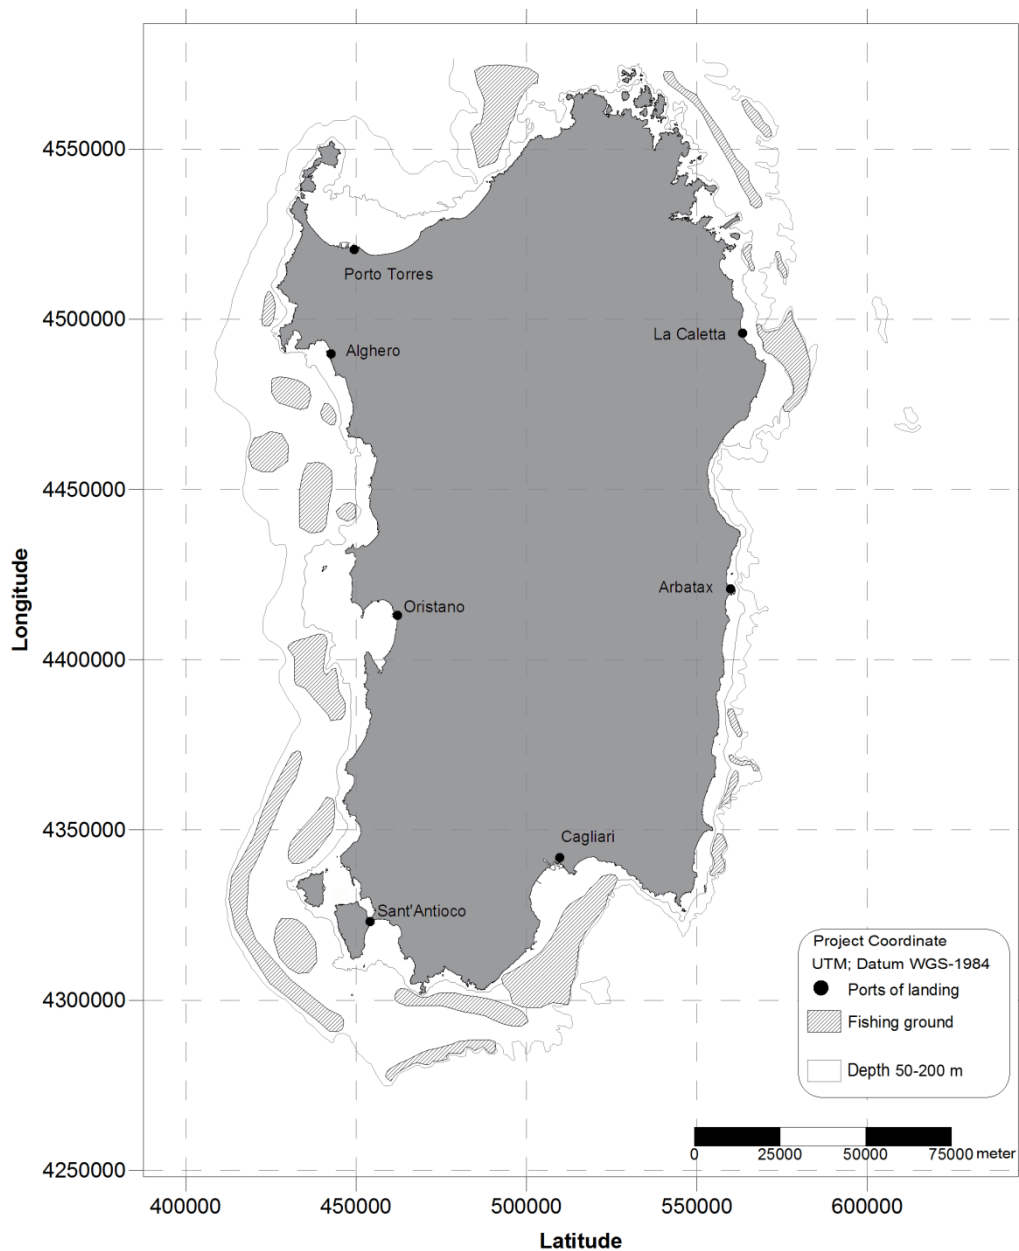 4550000
Porto Torres
4500000
La Caletta
Alghero
4450000
Longitude
Arbatax
Oristano
4400000
4350000
Cagliari
Sant'Antioco
Project Coordinate
UTM; Datum WGS-1984
Ports of landing
4300000
Fishing ground
Depth 50-200 m
0 25000 50000 75000 meter
4250000
400000 450000 500000 550000 600000
Latitude